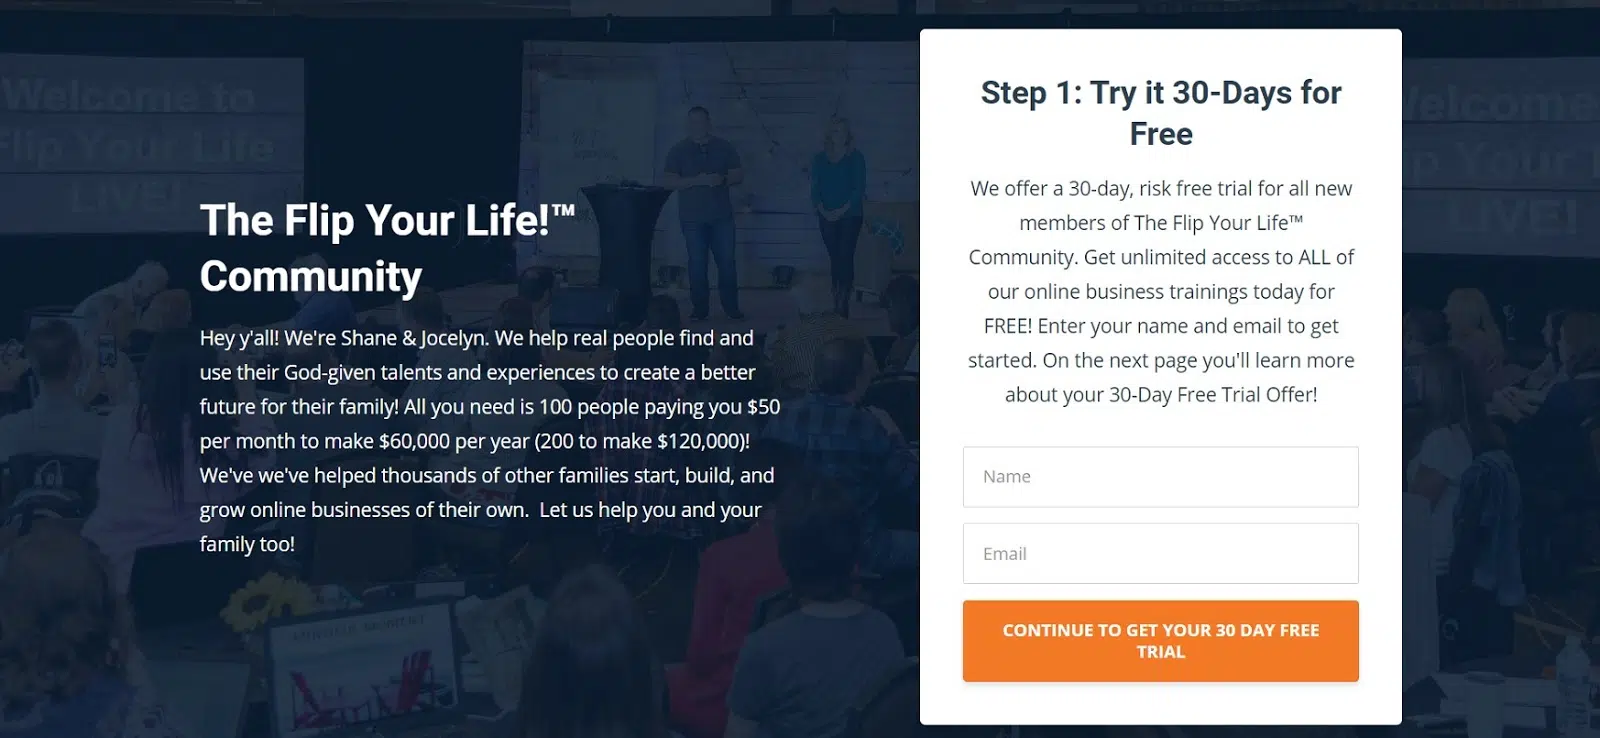 Welcome to
Flip Your Life
LIVE!
The Flip Your Life!™
Community
Hey y'all! We're Shane & Jocelyn. We help real people find and
use their God-given talents and experiences to create a better
future for their family! All you need is 100 people paying you $50
per month to make $60,000 per year (200 to make $120,000)!
We've we've helped thousands of other families start, build, and
grow online businesses of their own.  Let us help you and your
family too!
Step 1: Try it 30-Days for
Free
We offer a 30-day, risk free trial for all new
members of The Flip Your Life™
Community. Get unlimited access to ALL of
our online business trainings today for
FREE! Enter your name and email to get
started. On the next page you'll learn more
about your 30-Day Free Trial Offer!
Name
Email
CONTINUE TO GET YOUR 30 DAY FREE
TRIAL
elcome
p Your
LIVE!